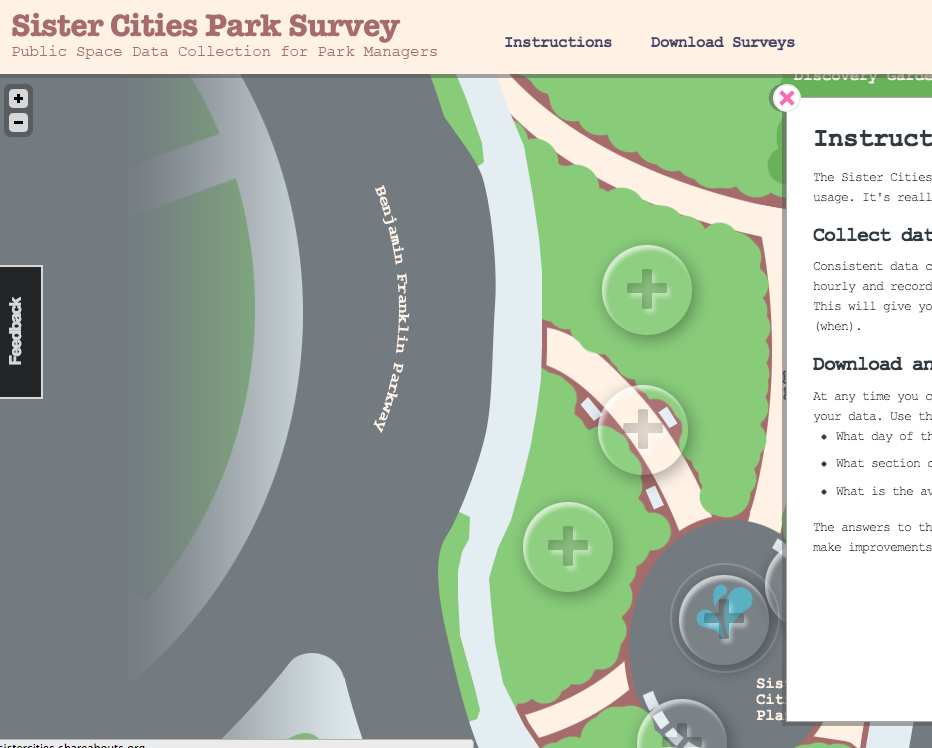 Sister Cities Park Survey
Public Space Data Collection for Park Managers
Instructions
Download Surveys
+
−
Feedback
Benjamin Franklin Parkway
Discovery Garde
Instruct
The Sister Cities
usage. It's reall
Collect dat
Consistent data c
hourly and record
This will give yo
(when).
Download an
At any time you c
your data. Use th
• What day of th
• What section o
• What is the av
The answers to th
make improvements
Sis
Cit
Pla
sistercities.shareabouts.org